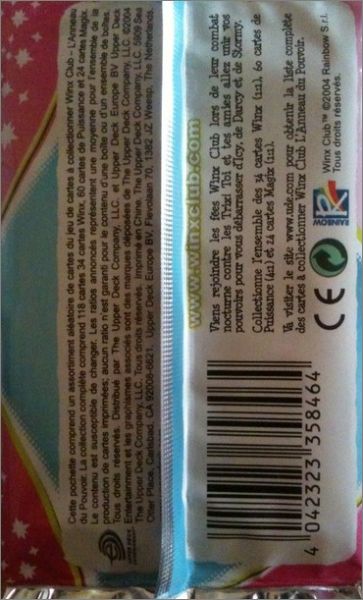 Cette pochette comprend un assortiment aléatoire de cartes du jeu de cartes à collectionner Winx Club - L'Anneau
du Pouvoir. La collection complète comprend 118 cartes: 34 cartes Winx, 60 cartes de Puissance et 24 cartes Magix.
Le contenu est susceptible de changer. Les ratios annoncés représentent une moyenne pour l'ensemble de la
production de cartes imprimées; aucun ratio n'est garanti pour le contenu d'une boîte ou d'un ensemble de boîtes.
Tous droits réservés. Distribué par The Upper Deck Company, LLC. et Upper Deck Europe BV. Upper Deck
Entertainment et les graphismes associés sont des marques déposées de The Upper Deck Company, LLC. ©2004
The Upper Deck Company, LLC. Tous droits réservés. Imprimé en Chine. The Upper Deck Company, LLC 5909 Sea
Otter Place, Carlsbad, CA 92008-6621, Upper Deck Europe BV, Flevolaan 70, 1382 JZ Weesp, The Netherlands.
UPPER DECK
www.winxclub.com
Viens rejoindre les fées Winx Club lors de leur combat
nocturne contre les Trix! Toi et tes amies allez unir vos
pouvoirs pour vous débarrasser d'Icy, de Darcy et de Stormy.
Collectionne l'ensemble des 34 cartes Winx (1:1), 60 cartes de
Puissance (4:1) et 24 cartes Magix (1:1).
Va visiter le site www.ude.com pour obtenir la liste complète
des cartes à collectionner Winx Club L'Anneau du Pouvoir.
RAINBOW
Winx Club™ ©2004 Rainbow S.r.l.
Tous droits réservés.
CE
4 042323 358464